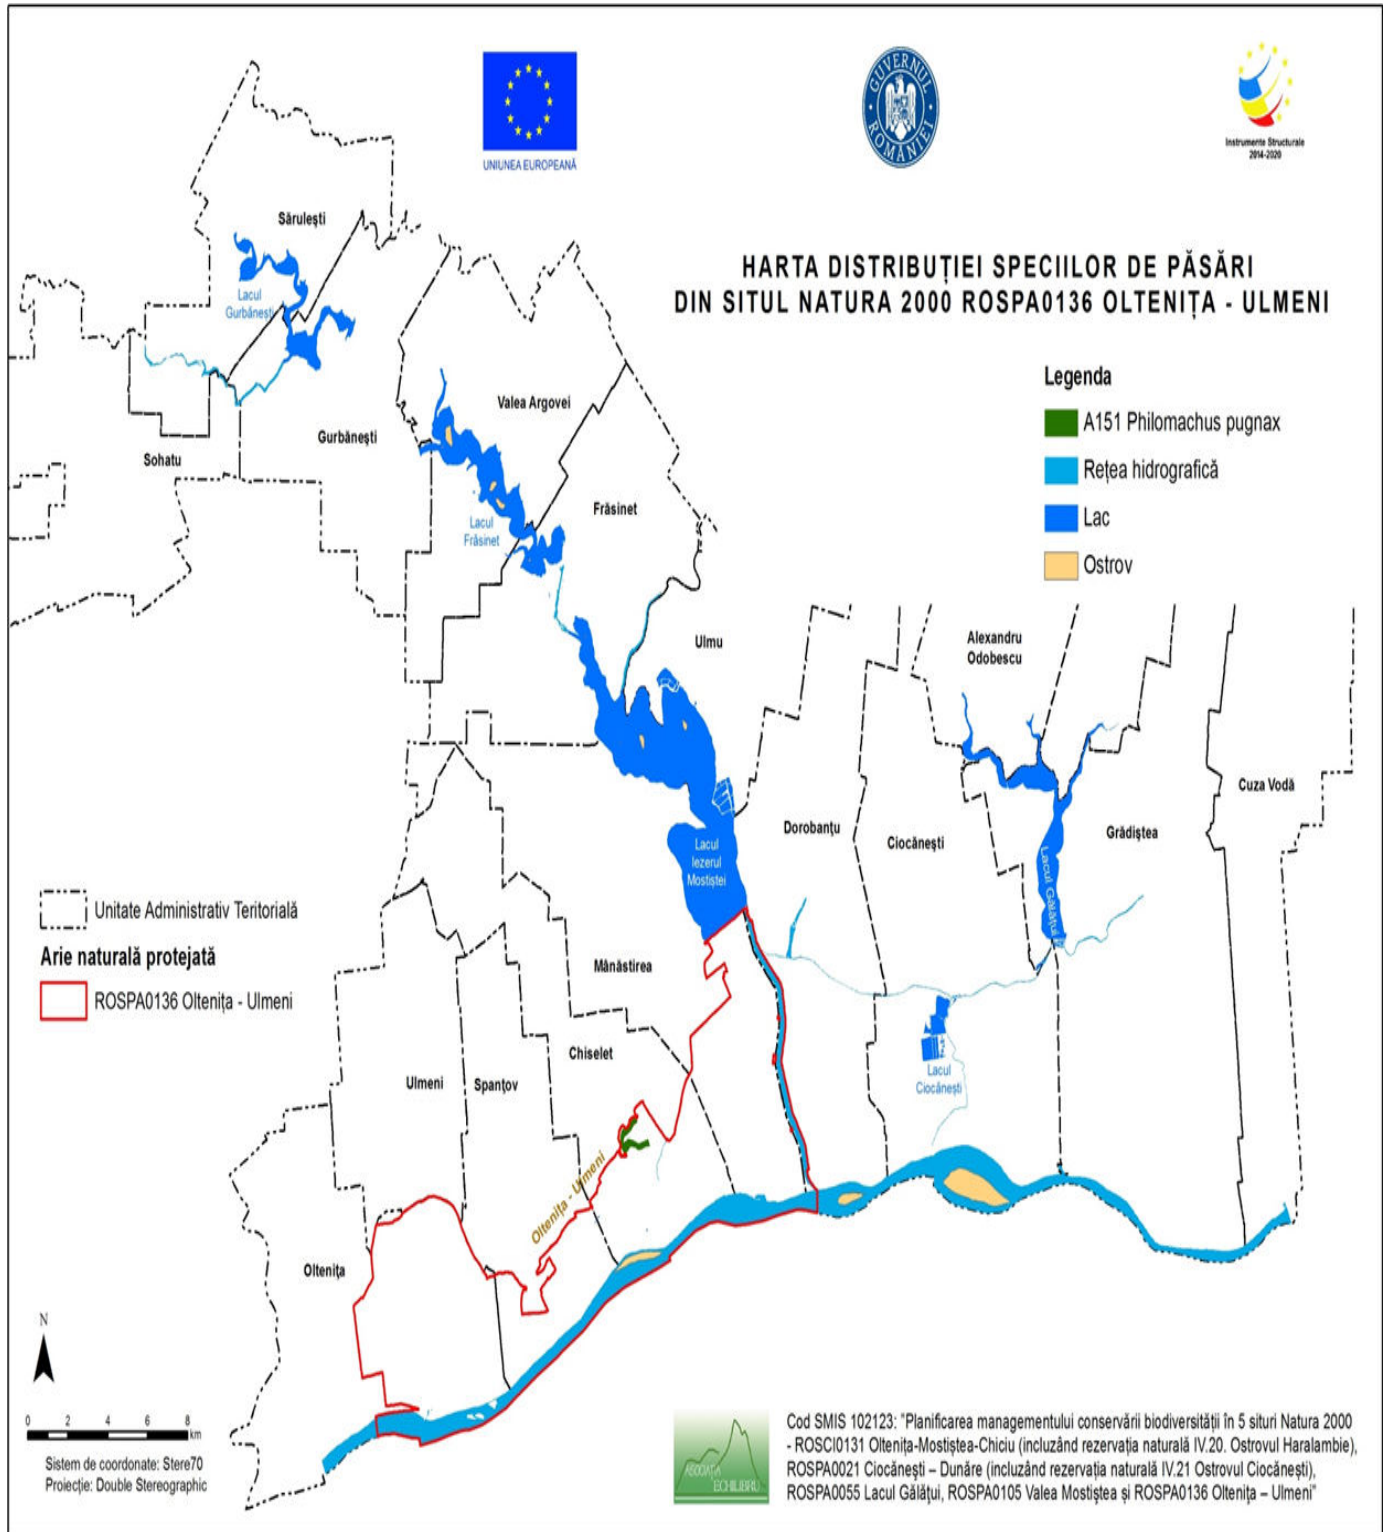 UNIUNEA EUROPEANĂ
GUVERNUL ROMÂNIEI
Instrumente Structurale
2014-2020
HARTA DISTRIBUȚIEI SPECIILOR DE PĂSĂRI
DIN SITUL NATURA 2000 ROSPA0136 OLTENIȚA - ULMENI
Legenda
A151 Philomachus pugnax
Rețea hidrografică
Lac
Ostrov
Sărulești
Lacul
Gurbănești
Valea Argovei
Gurbănești
Sohatu
Frăsinet
Lacul
Frăsinet
Ulmu
Alexandru
Odobescu
Cuza Vodă
Dorobanțu
Ciocănești
Grădiștea
Lacul
Iezerul
Mostiștei
Lacul Gălățui
Unitate Administrativ Teritorială
Arie naturală protejată
ROSPA0136 Oltenița - Ulmeni
Mânăstirea
Chiselet
Ulmeni
Spanțov
Lacul
Ciocănești
Oltenița - Ulmeni
Oltenița
N
0 2 4 6 8
km
Sistem de coordonate: Stere70
Proiecție: Double Stereographic
ASOCIAȚIA
ECHILIBRU
Cod SMIS 102123: "Planificarea managementului conservării biodiversității în 5 situri Natura 2000
- ROSCI0131 Oltenița-Mostiștea-Chiciu (incluzând rezervația naturală IV.20. Ostrovul Haralambie),
ROSPA0021 Ciocănești – Dunăre (incluzând rezervația naturală IV.21 Ostrovul Ciocănești),
ROSPA0055 Lacul Gălățui, ROSPA0105 Valea Mostiștea și ROSPA0136 Oltenița – Ulmeni"